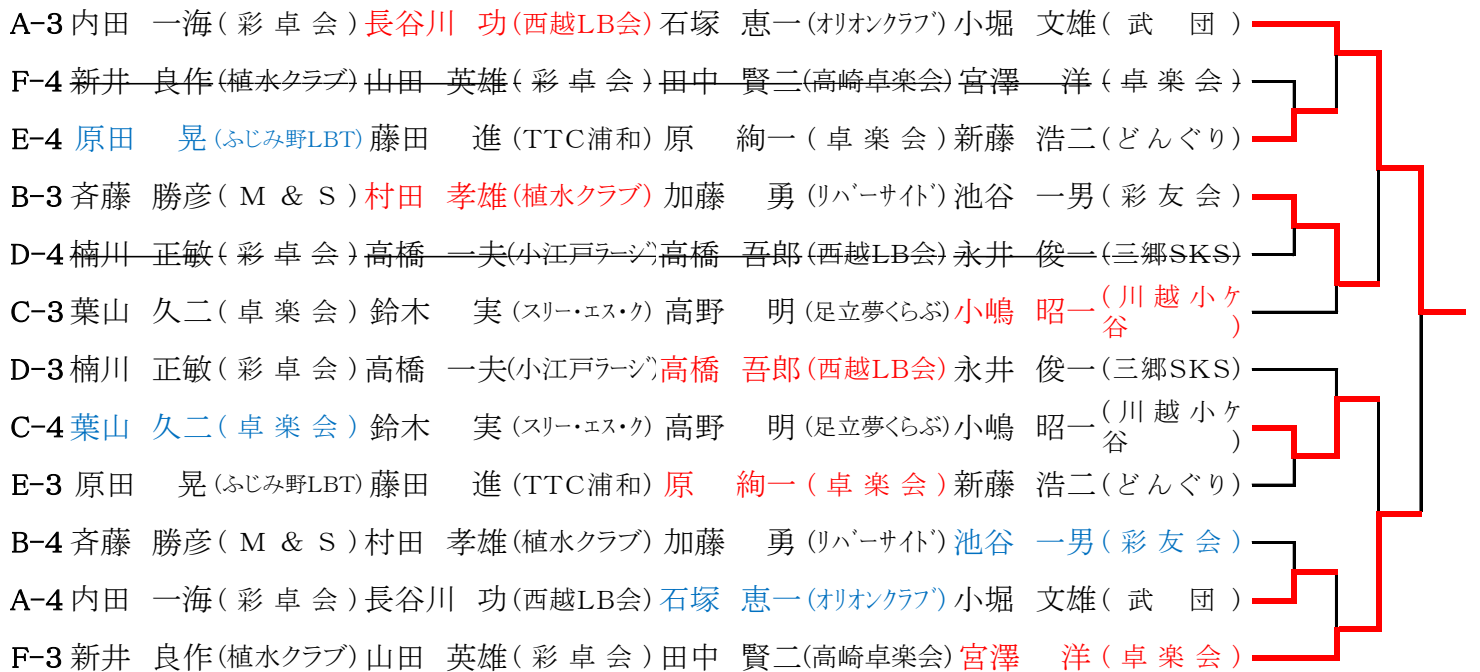 A-3 内田 一海 (彩卓会) 長谷川 功 (西越LB会) 石塚 恵一 (オリオンクラブ) 小堀 文雄 (武 団)
F-4 新井 良作 (植水クラブ) 山田 英雄 (彩卓会) 田中 賢二 (高崎卓楽会) 宮澤 洋 (卓楽会)
E-4 原田 晃 (ふじみ野LBT) 藤田 進 (TTC浦和) 原 絢一 (卓楽会) 新藤 浩二 (どんぐり)
B-3 斉藤 勝彦 (M & S) 村田 孝雄 (植水クラブ) 加藤 勇 (リバーサイド) 池谷 一男 (彩友会)
D-4 楠川 正敏 (彩卓会) 高橋 一夫 (小江戸ラージ) 高橋 吾郎 (西越LB会) 永井 俊一 (三郷SKS)
C-3 葉山 久二 (卓楽会) 鈴木 実 (スリー・エス・ク) 高野 明 (足立夢くらぶ) 小嶋 昭一 (川越小ケ谷)
D-3 楠川 正敏 (彩卓会) 高橋 一夫 (小江戸ラージ) 高橋 吾郎 (西越LB会) 永井 俊一 (三郷SKS)
C-4 葉山 久二 (卓楽会) 鈴木 実 (スリー・エス・ク) 高野 明 (足立夢くらぶ) 小嶋 昭一 (川越小ケ谷)
E-3 原田 晃 (ふじみ野LBT) 藤田 進 (TTC浦和) 原 絢一 (卓楽会) 新藤 浩二 (どんぐり)
B-4 斉藤 勝彦 (M & S) 村田 孝雄 (植水クラブ) 加藤 勇 (リバーサイド) 池谷 一男 (彩友会)
A-4 内田 一海 (彩卓会) 長谷川 功 (西越LB会) 石塚 恵一 (オリオンクラブ) 小堀 文雄 (武 団)
F-3 新井 良作 (植水クラブ) 山田 英雄 (彩卓会) 田中 賢二 (高崎卓楽会) 宮澤 洋 (卓楽会)